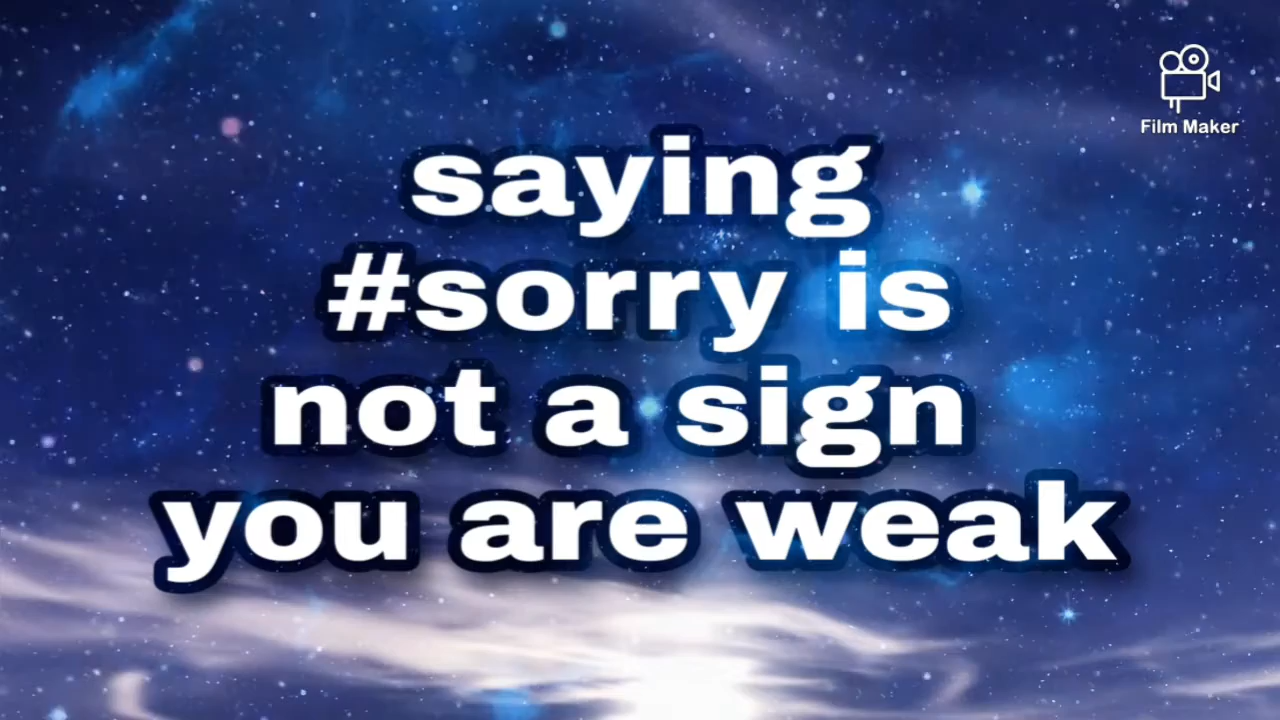 Film Maker
saying
#sorry is
not a sign
you are weak